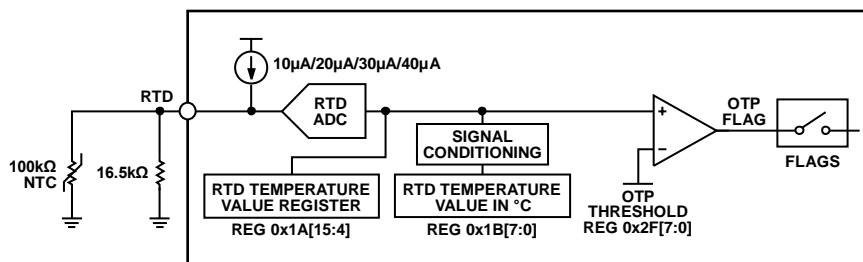 10µA/20µA/30µA/40µA
RTD
RTD
ADC
OTP
FLAG
+
−
SIGNAL
CONDITIONING
FLAGS
100kΩ
NTC
16.5kΩ
RTD TEMPERATURE
VALUE REGISTER
REG 0x1A[15:4]
RTD TEMPERATURE
VALUE IN °C
REG 0x1B[7:0]
OTP
THRESHOLD
REG 0x2F[7:0]